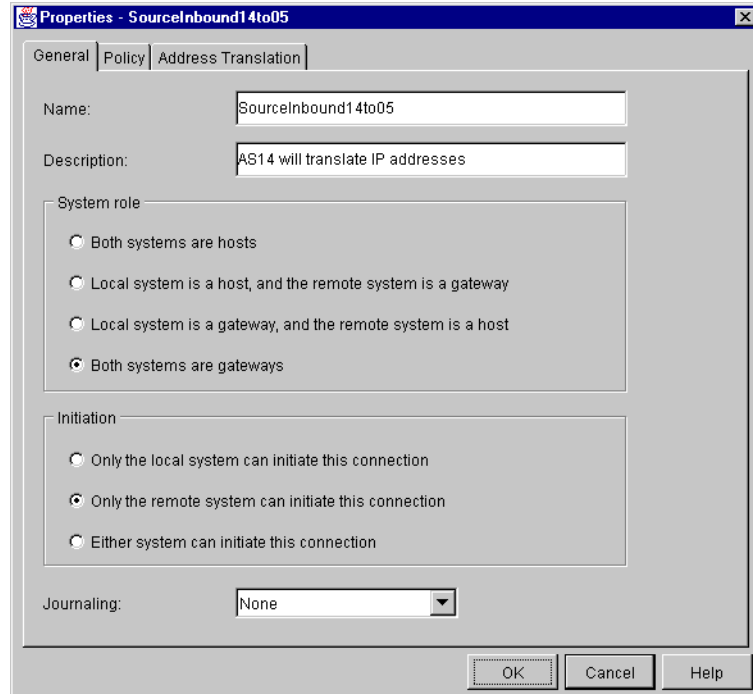 Properties - SourceInbound14to05
General Policy Address Translation
Name: SourceInbound14to05
Description: AS14 will translate IP addresses
System role
Both systems are hosts
Local system is a host, and the remote system is a gateway
Local system is a gateway, and the remote system is a host
Both systems are gateways
Initiation
Only the local system can initiate this connection
Only the remote system can initiate this connection
Either system can initiate this connection
Journaling: None
OK Cancel Help